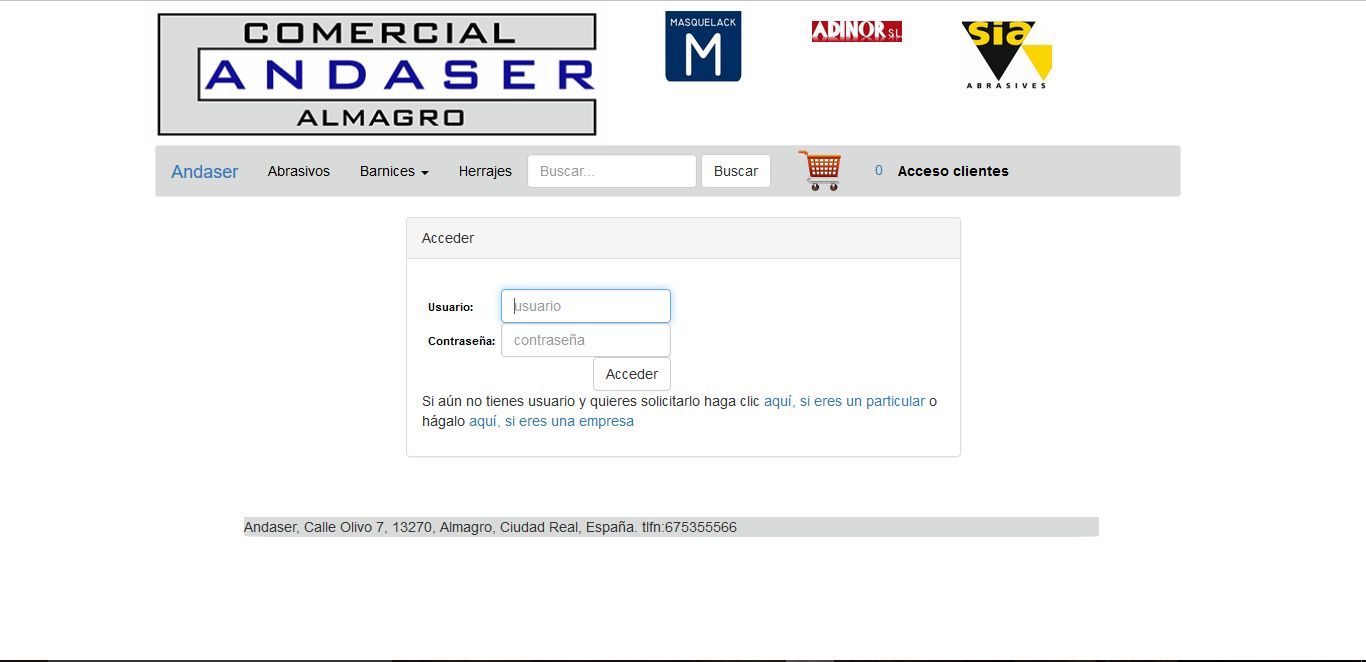 COMERCIAL
ANDASER
ALMAGRO
MASQUELACK
M
ADINOR S.L.
sia
ABRASIVES
Andaser Abrasivos Barnices Herrajes Buscar... Buscar 0 Acceso clientes
Acceder
Usuario: usuario
Contraseña: contraseña
Acceder
Si aún no tienes usuario y quieres solicitarlo haga clic aquí, si eres un particular o
hágalo aquí, si eres una empresa
Andaser, Calle Olivo 7, 13270, Almagro, Ciudad Real, España. tlfn:675355566